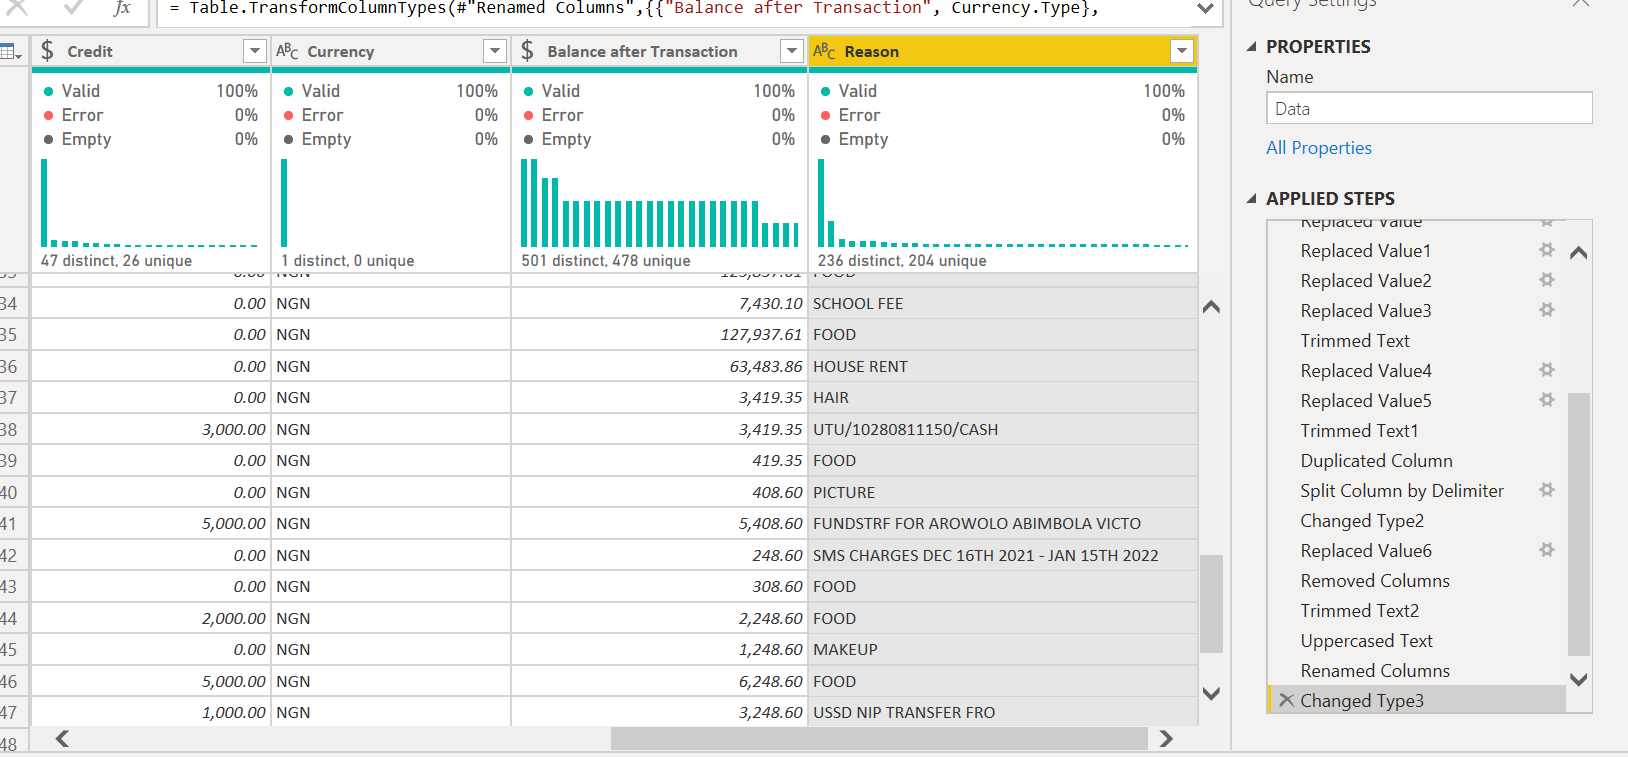 fx = Table.TransformColumnTypes(#"Renamed Columns",{{"Balance after Transaction", Currency.Type},
Query Settings
$ Credit ABC Currency $ Balance after Transaction ABC Reason
Valid 100% Valid 100% Valid 100% Valid 100%
Error 0% Error 0% Error 0% Error 0%
Empty 0% Empty 0% Empty 0% Empty 0%
47 distinct, 26 unique 1 distinct, 0 unique 501 distinct, 478 unique 236 distinct, 204 unique
34 0.00 NGN 7,430.10 SCHOOL FEE
35 0.00 NGN 127,937.61 FOOD
36 0.00 NGN 63,483.86 HOUSE RENT
37 0.00 NGN 3,419.35 HAIR
38 3,000.00 NGN 3,419.35 UTU/10280811150/CASH
39 0.00 NGN 419.35 FOOD
40 0.00 NGN 408.60 PICTURE
41 5,000.00 NGN 5,408.60 FUNDSTRF FOR AROWOLO ABIMBOLA VICTO
42 0.00 NGN 248.60 SMS CHARGES DEC 16TH 2021 - JAN 15TH 2022
43 0.00 NGN 308.60 FOOD
44 2,000.00 NGN 2,248.60 FOOD
45 0.00 NGN 1,248.60 MAKEUP
46 5,000.00 NGN 6,248.60 FOOD
47 1,000.00 NGN 3,248.60 USSD NIP TRANSFER FRO
48
PROPERTIES
Name
Data
All Properties
APPLIED STEPS
Replaced Value
Replaced Value1
Replaced Value2
Replaced Value3
Trimmed Text
Replaced Value4
Replaced Value5
Trimmed Text1
Duplicated Column
Split Column by Delimiter
Changed Type2
Replaced Value6
Removed Columns
Trimmed Text2
Uppercased Text
Renamed Columns
Changed Type3